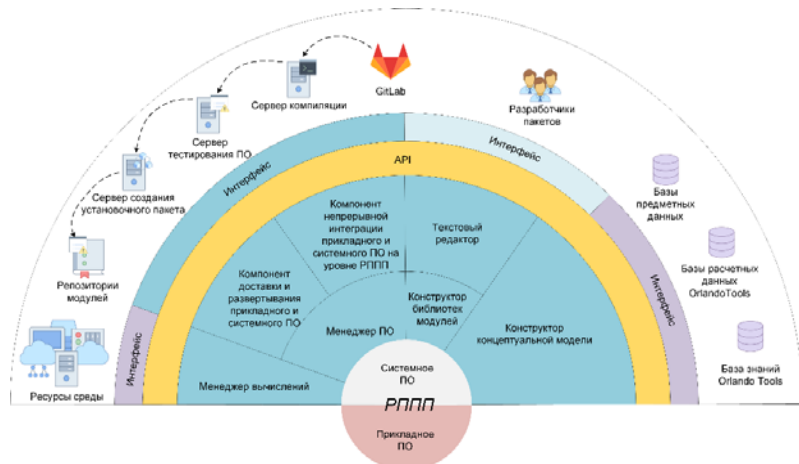 GitLab
Сервер компиляции
Сервер
тестирования ПО
Сервер создания
установочного пакета
Репозитории
модулей
Ресурсы среды
Разработчики
пакетов
Базы
предметных
данных
Базы расчетных
данных
OrlandoTools
База знаний
Orlando Tools
Интерфейс
Интерфейс
Интерфейс
Интерфейс
API
Компонент
непрерывной
интеграции
прикладного и
системного ПО на
уровне РППП
Текстовый
редактор
Компонент
доставки и
развертывания
прикладного и
системного ПО
Менеджер ПО
Конструктор
библиотек
модулей
Конструктор
концептуальной модели
Менеджер вычислений
Системное
ПО
РППП
Прикладное
ПО